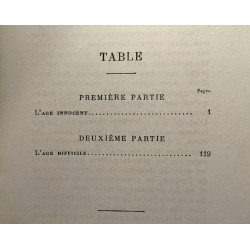 TABLE
PREMIÈRE PARTIE
Pages.
L'AGE INNOCENT........................ 1
DEUXIÈME PARTIE
L'AGE DIFFICILE....................... 119